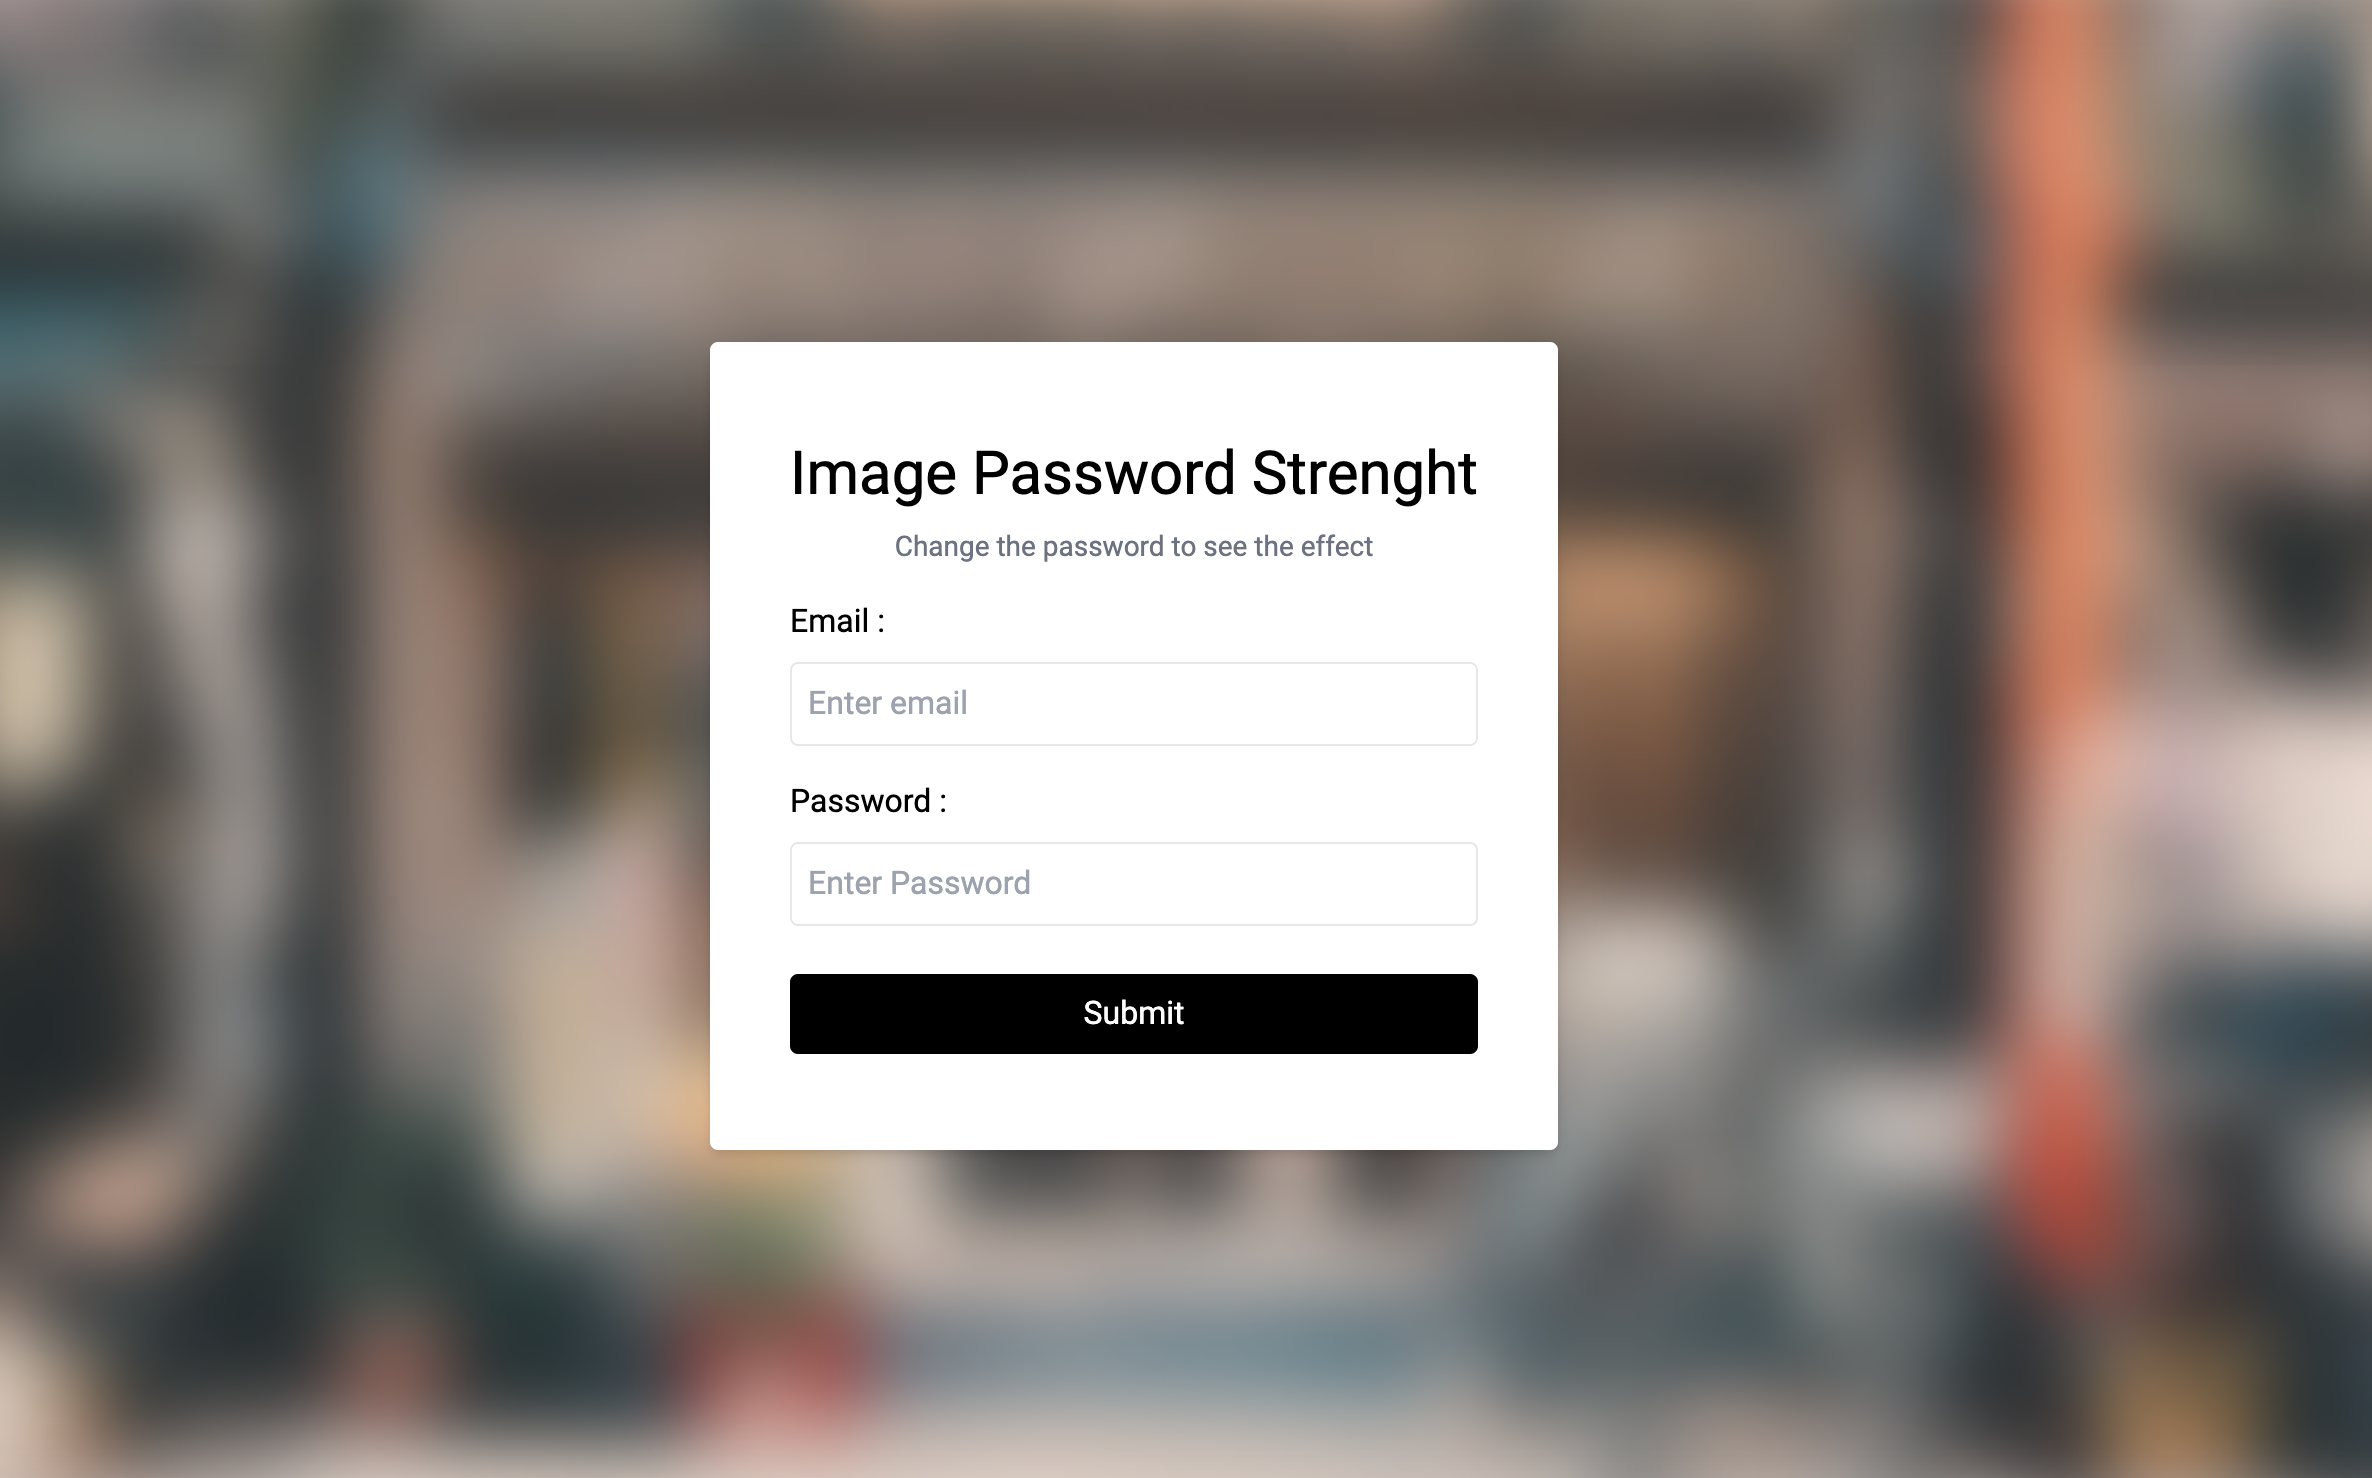 Image Password Strenght
Change the password to see the effect
Email :
Enter email
Password :
Enter Password
Submit